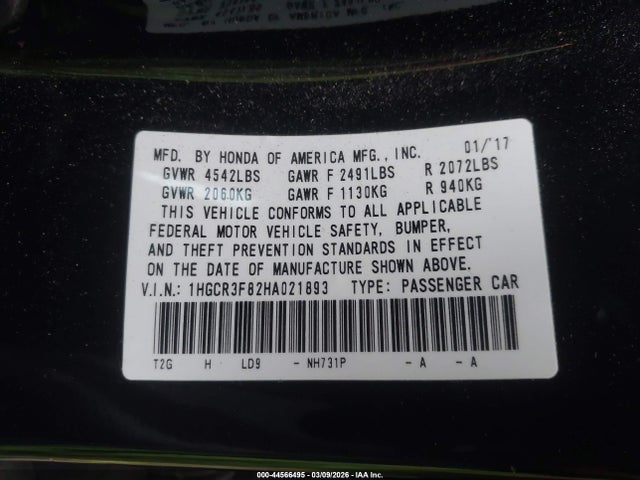 MFD. BY HONDA OF AMERICA MFG., INC. 01/'17
GVWR 4542LBS GAWR F 2491LBS R 2072LBS
GVWR 2060KG GAWR F 1130KG R 940KG
THIS VEHICLE CONFORMS TO ALL APPLICABLE
FEDERAL MOTOR VEHICLE SAFETY, BUMPER,
AND THEFT PREVENTION STANDARDS IN EFFECT
ON THE DATE OF MANUFACTURE SHOWN ABOVE.
V.I.N.: 1HGCR3F82HA021893 TYPE: PASSENGER CAR
T2G H LD9 - NH731P - A - A
000-44566495 - 03/09/2026 - IAA Inc.